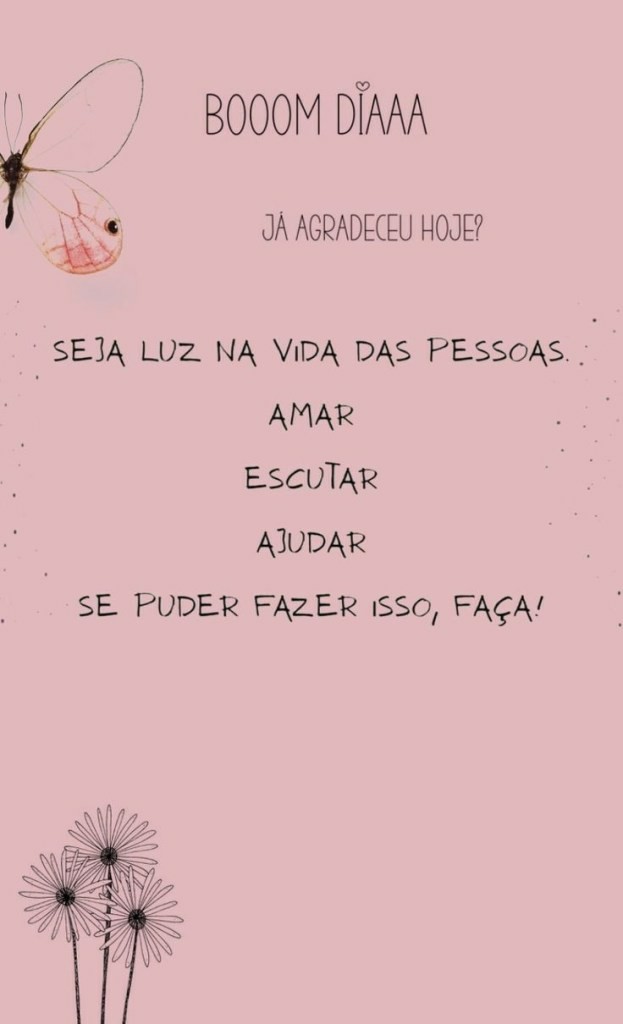 BOOOM DIAAA
JÁ AGRADECEU HOJE?
SEJA LUZ NA VIDA DAS PESSOAS.
AMAR
ESCUTAR
AJUDAR
SE PUDER FAZER ISSO, FAÇA!